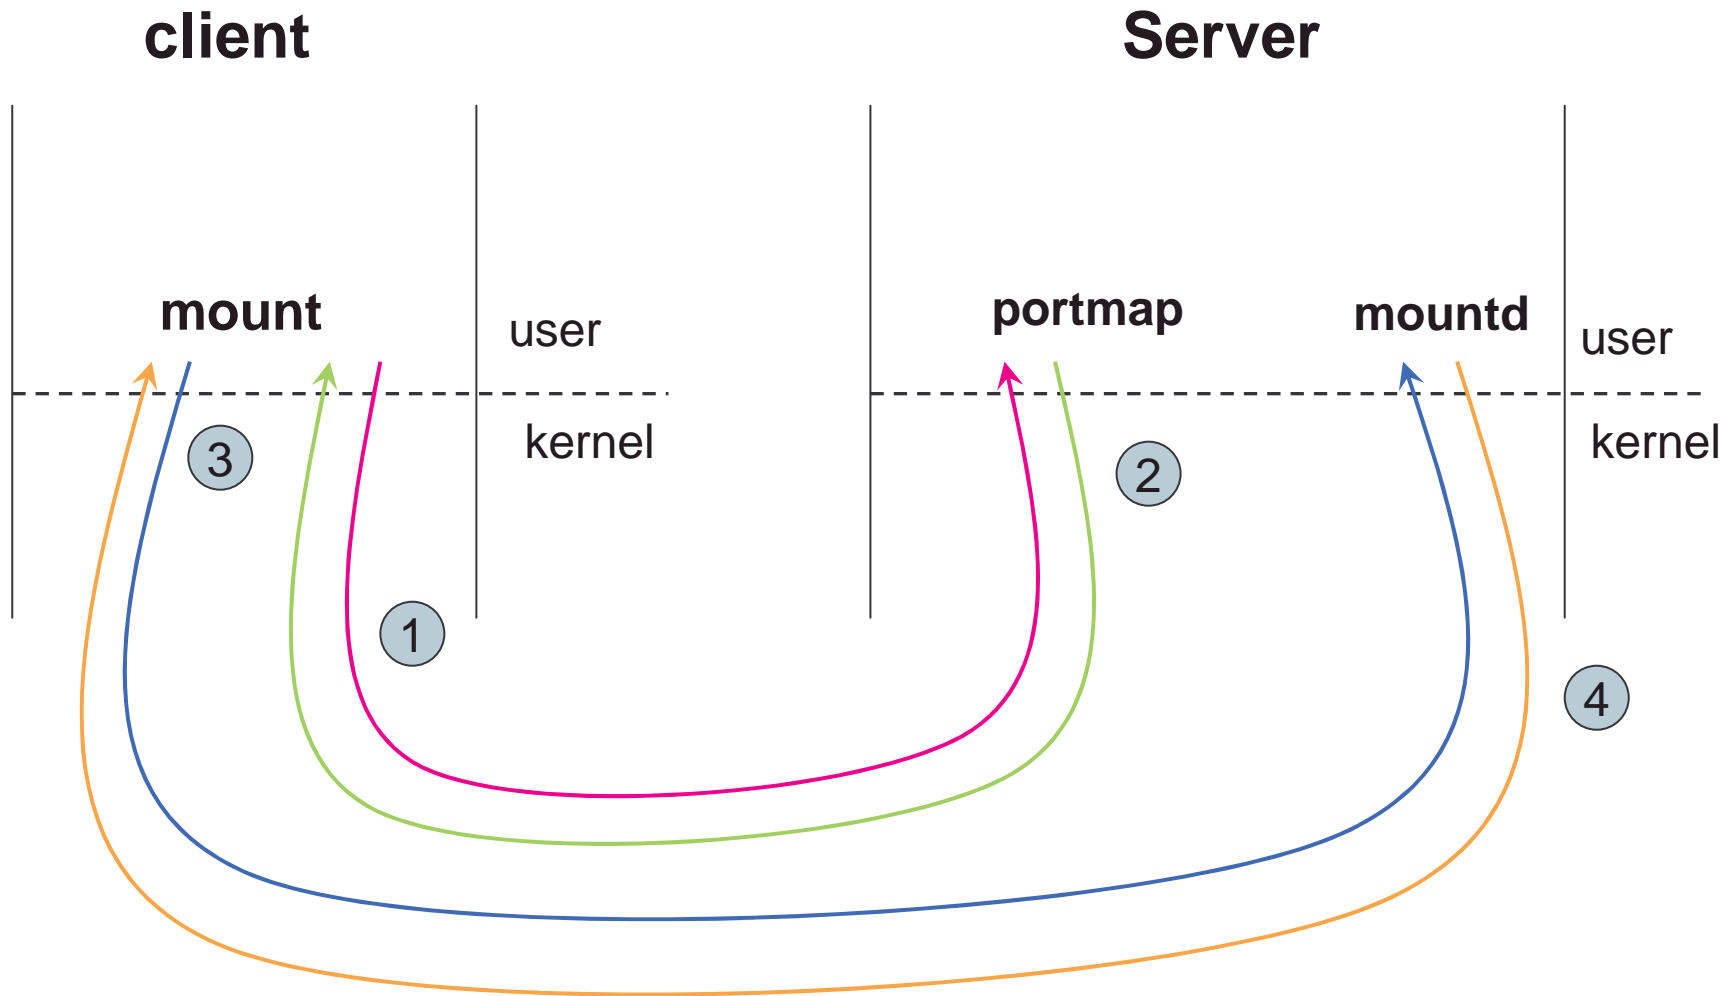 client
Server
mount
user
portmap
mountd
user
kernel
kernel
3
2
1
4